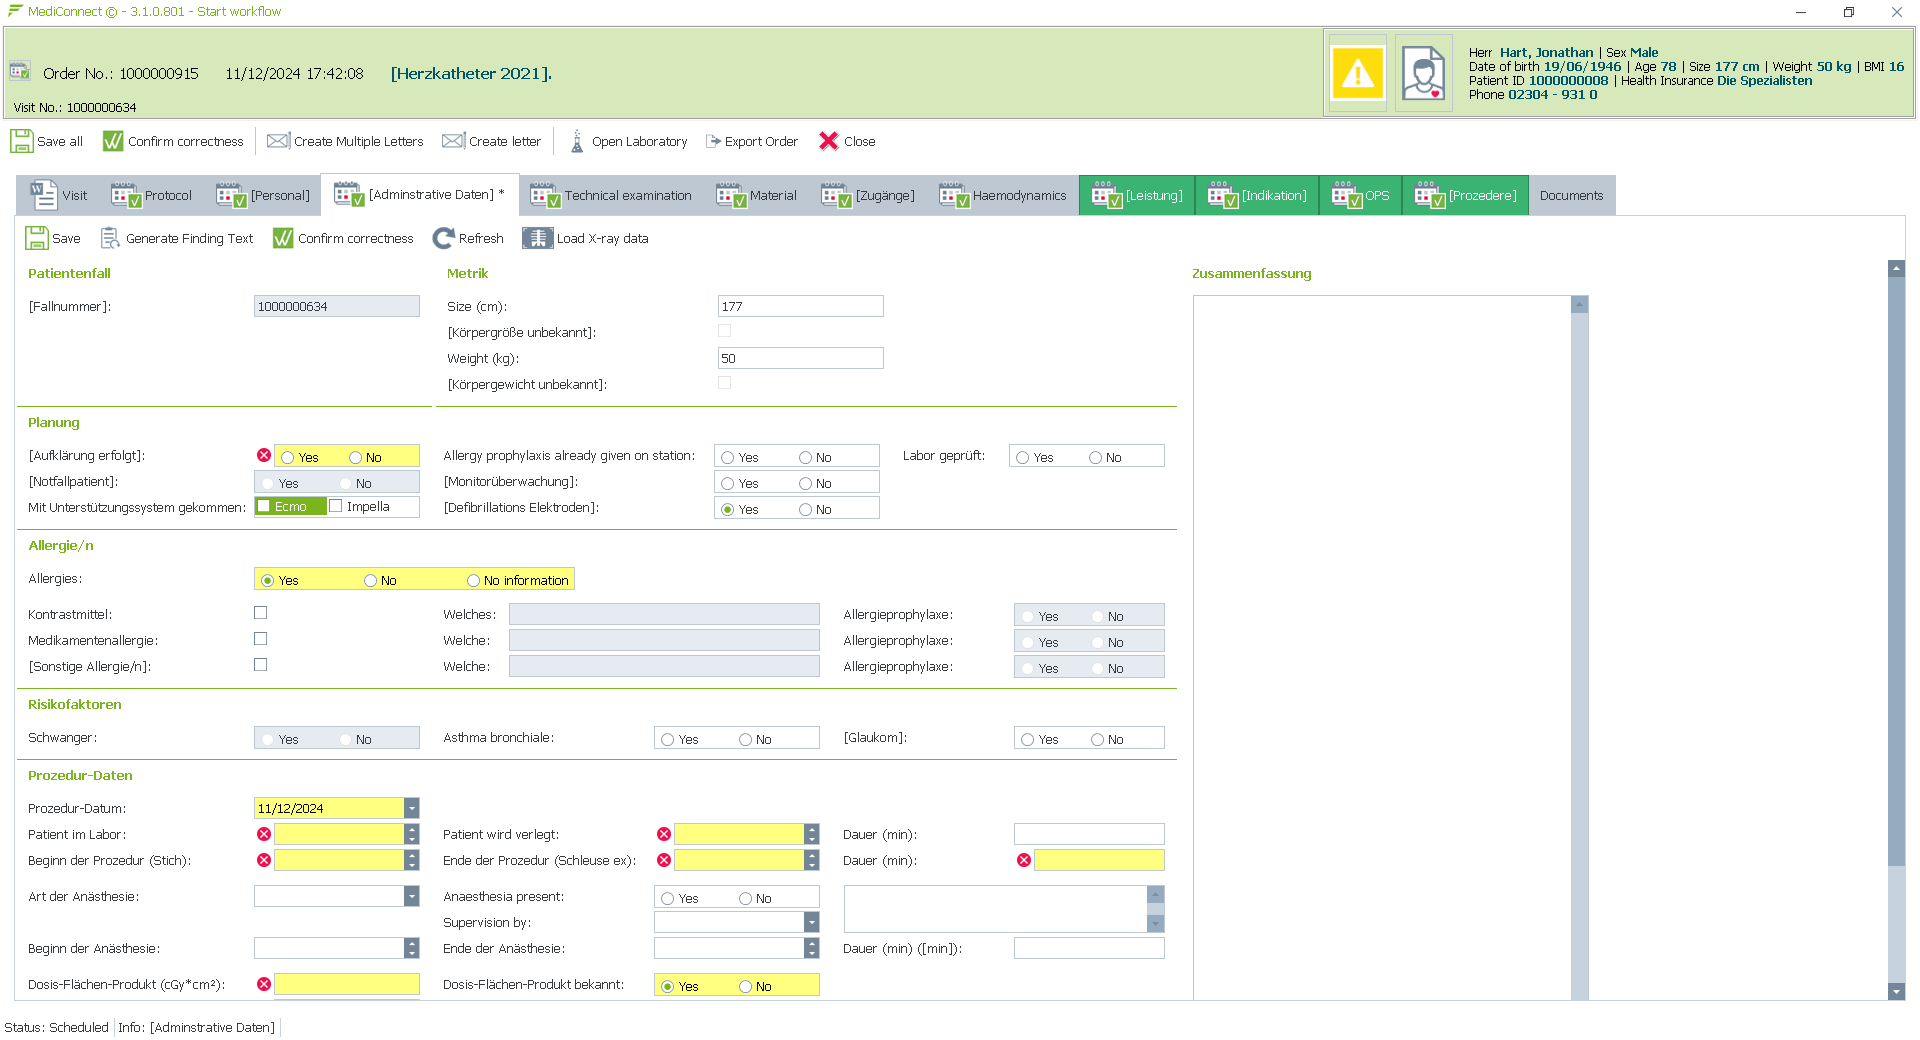 MediConnect © - 3.1.0.801 - Start workflow
Order No.: 1000000915 11/12/2024 17:42:08 [Herzkatheter 2021].
Visit No.: 1000000634
Herr Hart, Jonathan | Sex Male
Date of birth 19/06/1946 | Age 78 | Size 177 cm | Weight 50 kg | BMI 16
Patient ID 1000000008 | Health Insurance Die Spezialisten
Phone 02304 - 931 0
Save all Confirm correctness Create Multiple Letters Create letter Open Laboratory Export Order Close
Visit Protocol [Personal] [Adminstrative Daten] * Technical examination Material [Zugänge] Haemodynamics [Leistung] [Indikation] OPS [Prozedere] Documents
Save Generate Finding Text Confirm correctness Refresh Load X-ray data
Patientenfall Metrik Zusammenfassung
[Fallnummer]: 1000000634 Size (cm): 177
[Körpergröße unbekannt]:
Weight (kg): 50
[Körpergewicht unbekannt]:
Planung
[Aufklärung erfolgt]: Yes No Allergy prophylaxis already given on station: Yes No Labor geprüft: Yes No
[Notfallpatient]: Yes No [Monitorüberwachung]: Yes No
Mit Unterstützungssystem gekommen: Ecmo Impella [Defibrillations Elektroden]: Yes No
Allergie/n
Allergies: Yes No No information
Kontrastmittel: Welches: Allergieprophylaxe: Yes No
Medikamentenallergie: Welche: Allergieprophylaxe: Yes No
[Sonstige Allergie/n]: Welche: Allergieprophylaxe: Yes No
Risikofaktoren
Schwanger: Yes No Asthma bronchiale: Yes No [Glaukom]: Yes No
Prozedur-Daten
Prozedur-Datum: 11/12/2024
Patient im Labor: Patient wird verlegt: Dauer (min):
Beginn der Prozedur (Stich): Ende der Prozedur (Schleuse ex): Dauer (min):
Art der Anästhesie: Anaesthesia present: Yes No
Supervision by:
Beginn der Anästhesie: Ende der Anästhesie: Dauer (min) ([min]):
Dosis-Flächen-Produkt (cGy*cm²): Dosis-Flächen-Produkt bekannt: Yes No
Status: Scheduled Info: [Adminstrative Daten]